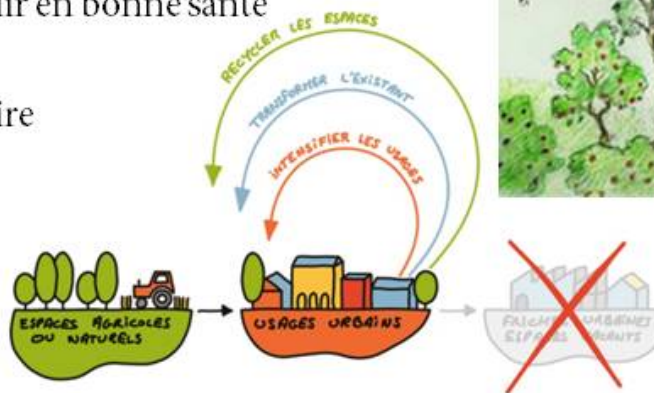 ir en bonne santé
ire
RECYCLER LES ESPACES
TRANSFORMER L'EXISTANT
INTENSIFIER LES USAGES
ESPACES AGRICOLES
OU NATURELS
USAGES URBAINS
FRICHES URBAINES
ESPACES VACANTS